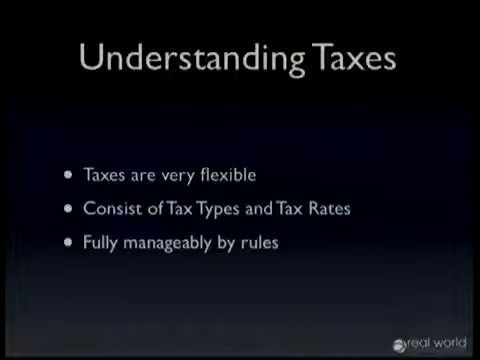 Understanding Taxes
Taxes are very flexible
Consist of Tax Types and Tax Rates
Fully manageably by rules
real world